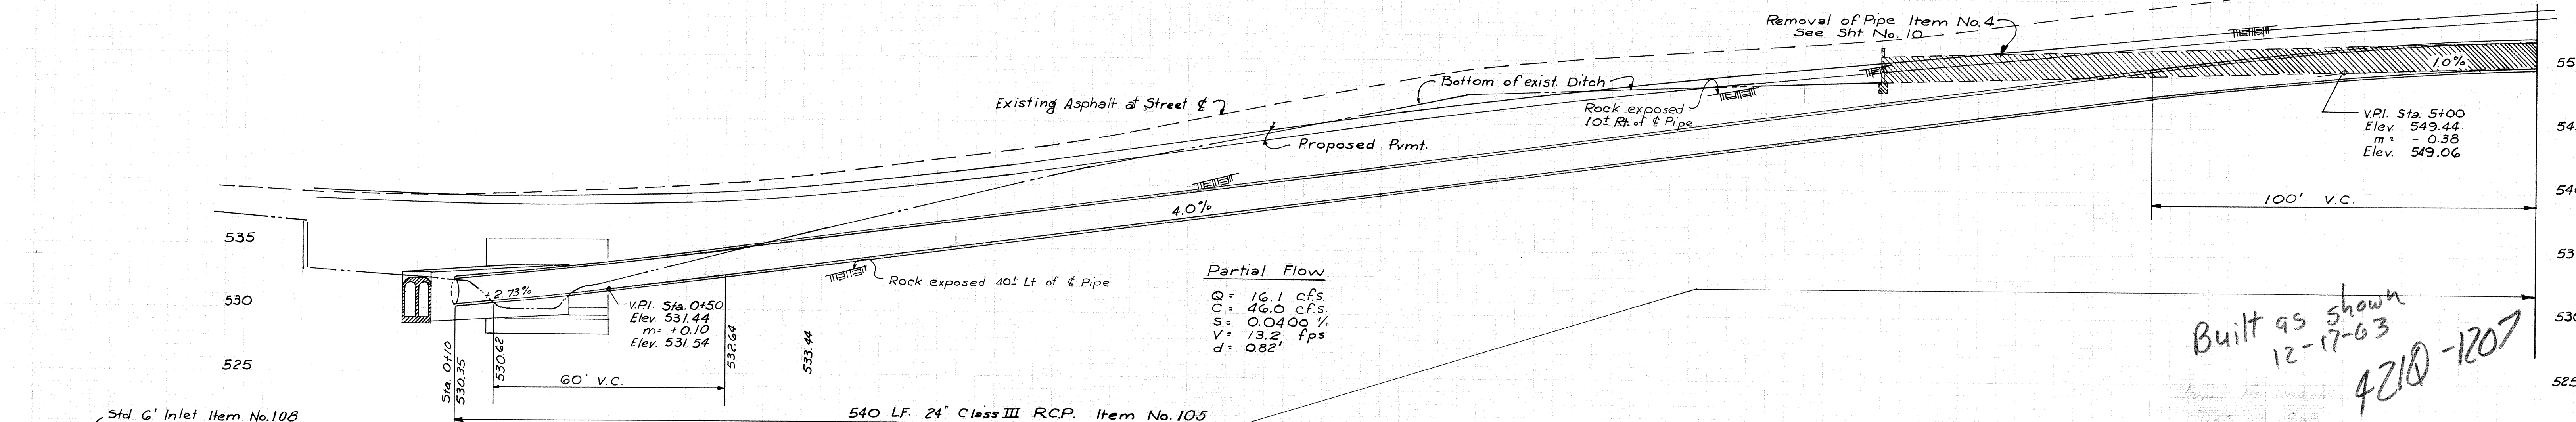 Removal of Pipe Item No. 4
See Sht No. 10
Existing Asphalt at Street ℄
Bottom of exist. Ditch
Rock exposed
10± Rt. of ℄ Pipe
Proposed Pvmt.
1.0%
V.P.I. Sta. 5+00
Elev. 549.44
m = - 0.38
Elev. 549.06
100' V.C.
4.0%
535
530
525
+2.73%
Rock exposed 40± Lt of ℄ Pipe
V.P.I. Sta. 0+50
Elev. 531.44
m = +0.10
Elev. 531.54
Partial Flow
Q = 16.1 c.f.s.
C = 46.0 c.f.s.
S = 0.0400 '/'
V = 13.2 fps
d = 0.82'
Sta. 0+10
530.35
530.62
532.64
533.44
60' V.C.
Built as shown
12-17-63
421Q-1207
540 L.F. 24" Class III R.C.P. Item No. 105
Std 6' Inlet Item No. 108